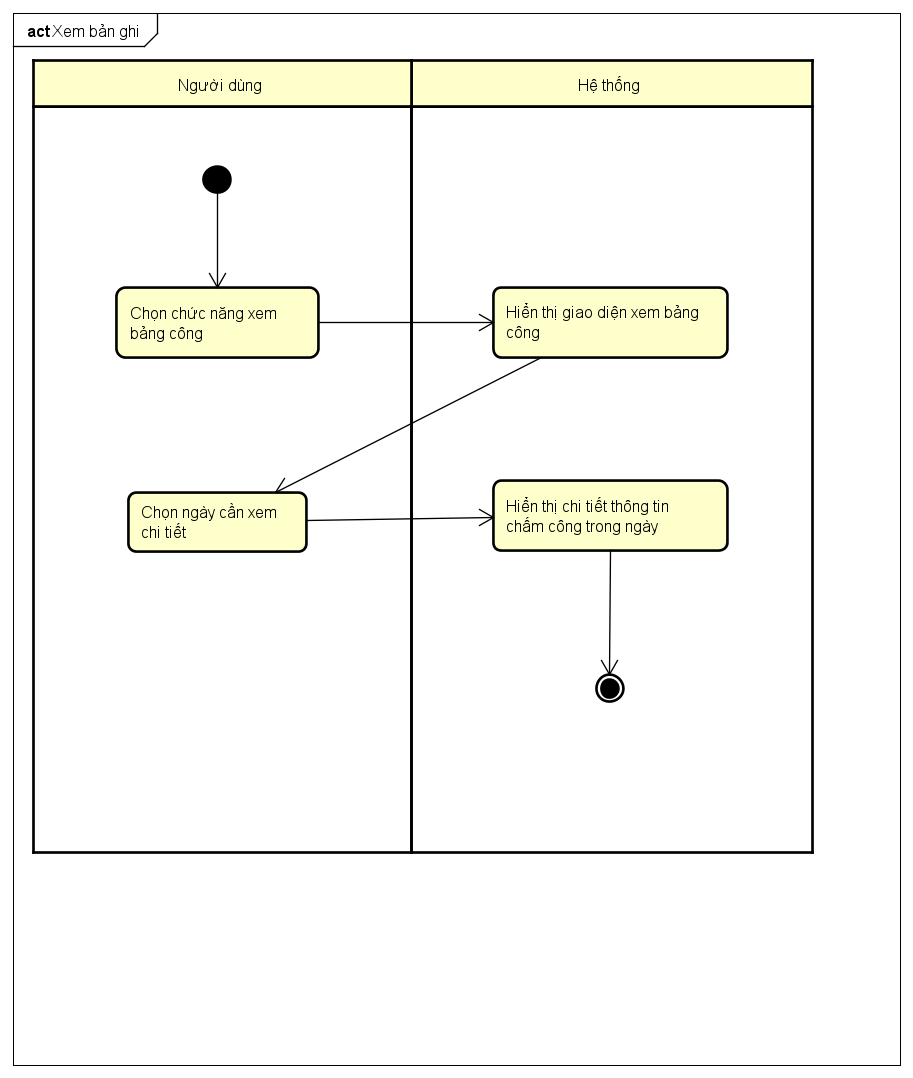 act Xem bản ghi
Người dùng
Hệ thống
Chọn chức năng xem
bảng công
Hiển thị giao diện xem bảng
công
Chọn ngày cần xem
chi tiết
Hiển thị chi tiết thông tin
chấm công trong ngày